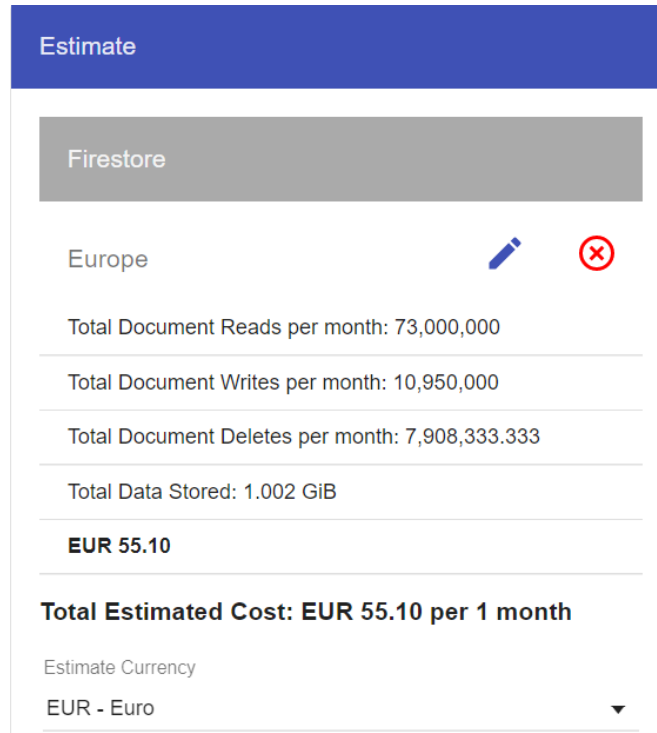 Estimate
Firestore
Europe
Total Document Reads per month: 73,000,000
Total Document Writes per month: 10,950,000
Total Document Deletes per month: 7,908,333.333
Total Data Stored: 1.002 GiB
EUR 55.10
Total Estimated Cost: EUR 55.10 per 1 month
Estimate Currency
EUR - Euro